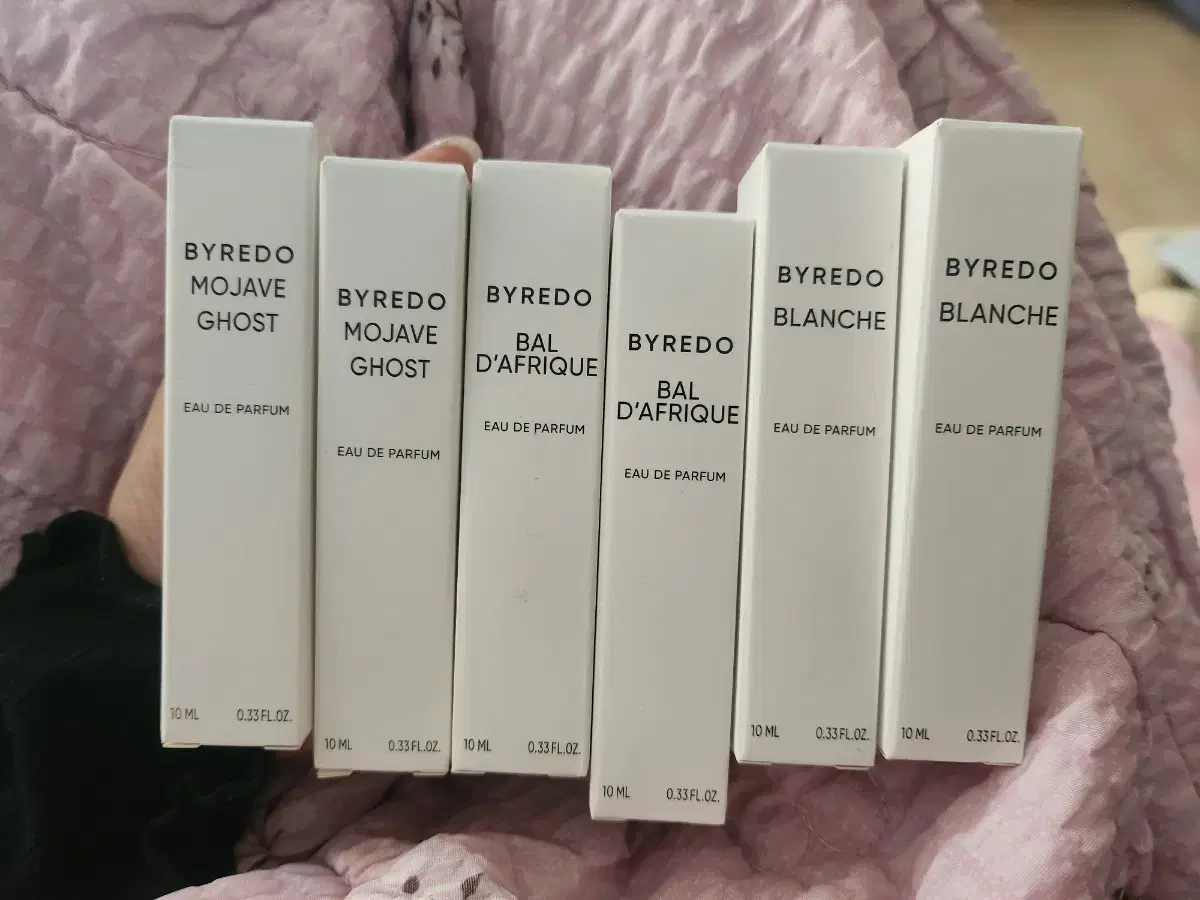 BYREDO
MOJAVE
GHOST
EAU DE PARFUM
10 ML 0.33 FL.OZ.
BYREDO
MOJAVE
GHOST
EAU DE PARFUM
10 ML 0.33 FL.OZ.
BYREDO
BAL
D'AFRIQUE
EAU DE PARFUM
10 ML 0.33 FL.OZ.
BYREDO
BAL
D'AFRIQUE
EAU DE PARFUM
10 ML 0.33 FL.OZ.
BYREDO
BLANCHE
EAU DE PARFUM
10 ML 0.33 FL.OZ.
BYREDO
BLANCHE
EAU DE PARFUM
10 ML 0.33 FL.OZ.